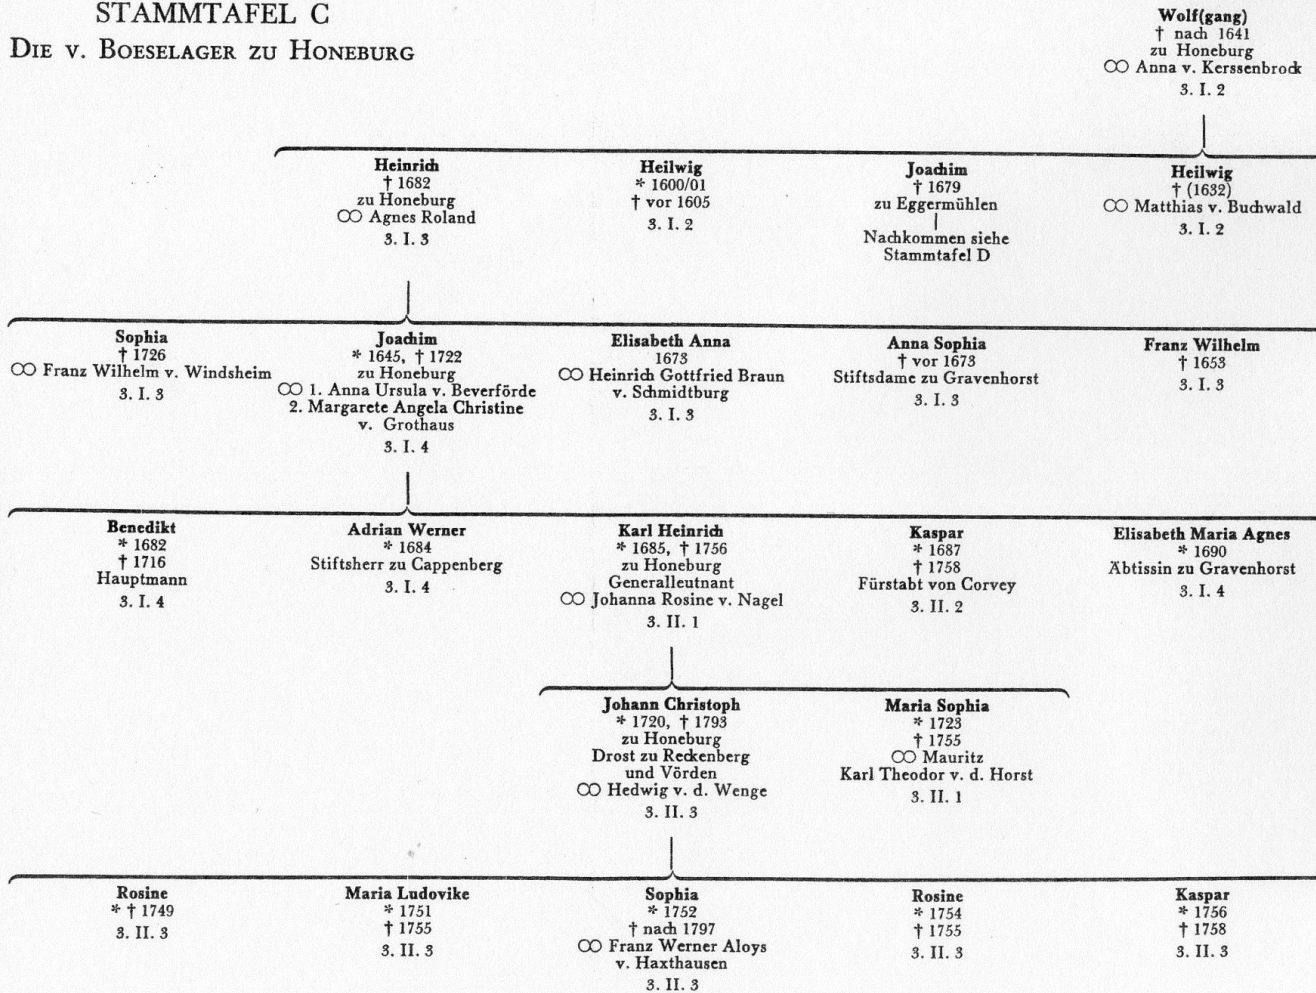 STAMMTAFEL C
DIE V. BOESELAGER ZU HONEBURG
Wolf(gang)
† nach 1641
zu Honeburg
∞ Anna v. Kerssenbrock
3. I. 2
Heinrich
† 1682
zu Honeburg
∞ Agnes Roland
3. I. 3
Heilwig
* 1600/01
† vor 1605
3. I. 2
Joachim
† 1679
zu Eggermühlen
Nachkommen siehe
Stammtafel D
Heilwig
† (1632)
∞ Matthias v. Buchwald
3. I. 2
Sophia
† 1726
∞ Franz Wilhelm v. Windsheim
3. I. 3
Joachim
* 1645, † 1722
zu Honeburg
∞ 1. Anna Ursula v. Beverförde
2. Margarete Angela Christine
v. Grothaus
3. I. 4
Elisabeth Anna
1673
∞ Heinrich Gottfried Braun
v. Schmidtburg
3. I. 3
Anna Sophia
† vor 1673
Stiftsdame zu Gravenhorst
3. I. 3
Franz Wilhelm
† 1653
3. I. 3
Benedikt
* 1682
† 1716
Hauptmann
3. I. 4
Adrian Werner
* 1684
Stiftsherr zu Cappenberg
3. I. 4
Karl Heinrich
* 1685, † 1756
zu Honeburg
Generalleutnant
∞ Johanna Rosine v. Nagel
3. II. 1
Kaspar
* 1687
† 1758
Fürstabt von Corvey
3. II. 2
Elisabeth Maria Agnes
* 1690
Äbtissin zu Gravenhorst
3. I. 4
Johann Christoph
* 1720, † 1793
zu Honeburg
Drost zu Reckenberg
und Vörden
∞ Hedwig v. d. Wenge
3. II. 3
Maria Sophia
* 1723
† 1755
∞ Mauritz
Karl Theodor v. d. Horst
3. II. 1
Rosine
* † 1749
3. II. 3
Maria Ludovike
* 1751
† 1755
3. II. 3
Sophia
* 1752
† nach 1797
∞ Franz Werner Aloys
v. Haxthausen
3. II. 3
Rosine
* 1754
† 1755
3. II. 3
Kaspar
* 1756
† 1758
3. II. 3